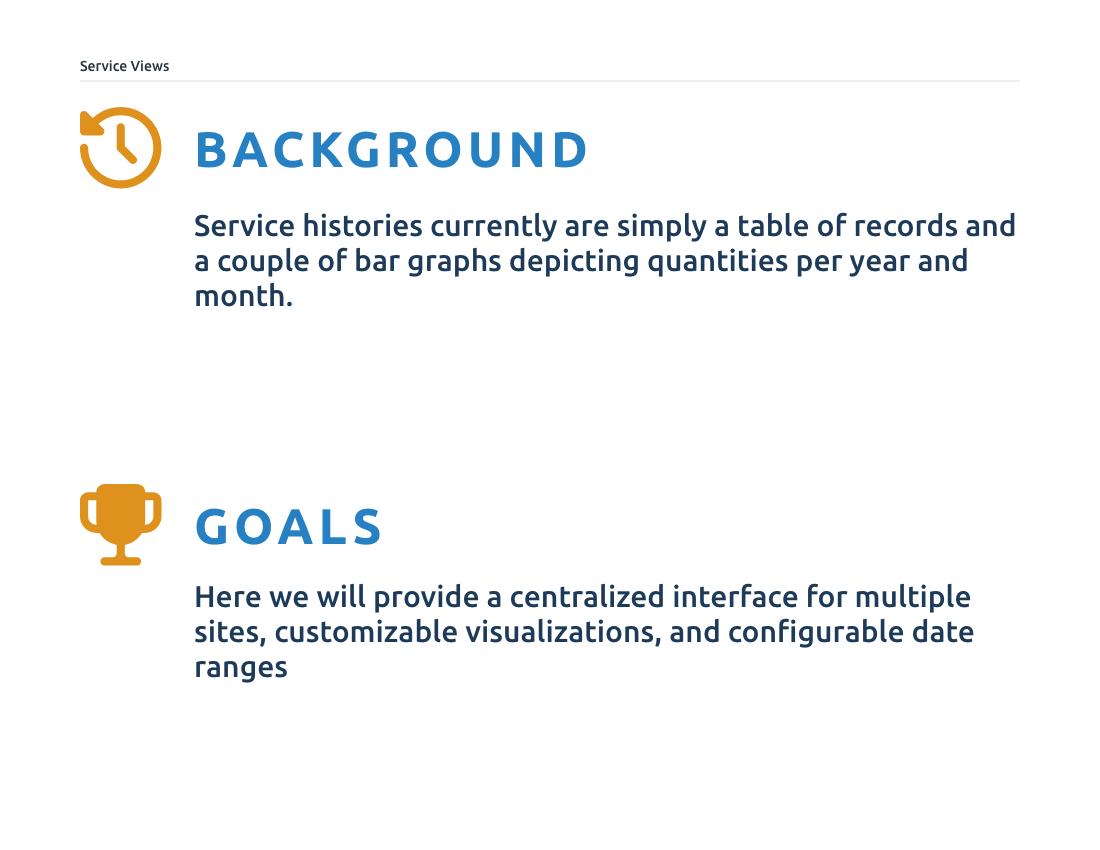 Service Views
BACKGROUND
Service histories currently are simply a table of records and
a couple of bar graphs depicting quantities per year and
month.
GOALS
Here we will provide a centralized interface for multiple
sites, customizable visualizations, and configurable date
ranges